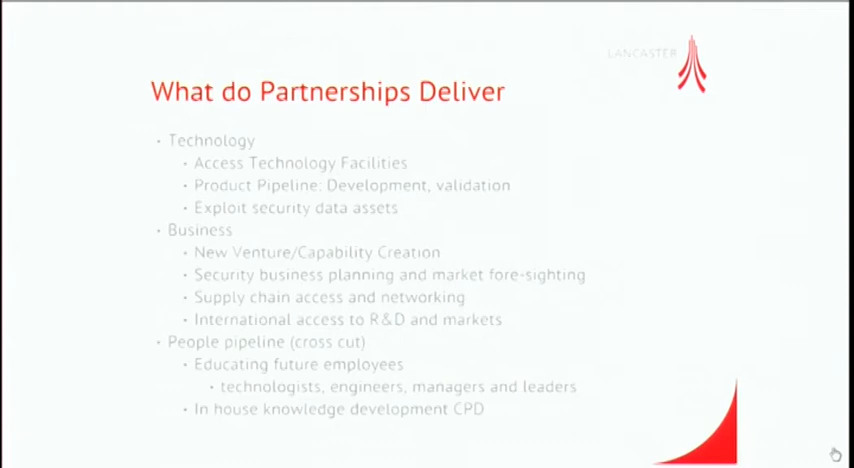 LANCASTER
What do Partnerships Deliver
• Technology
• Access Technology Facilities
• Product Pipeline: Development, validation
• Exploit security data assets
• Business
• New Venture/Capability Creation
• Security business planning and market fore-sighting
• Supply chain access and networking
• International access to R&D and markets
• People pipeline (cross cut)
• Educating future employees
• technologists, engineers, managers and leaders
• In house knowledge development CPD